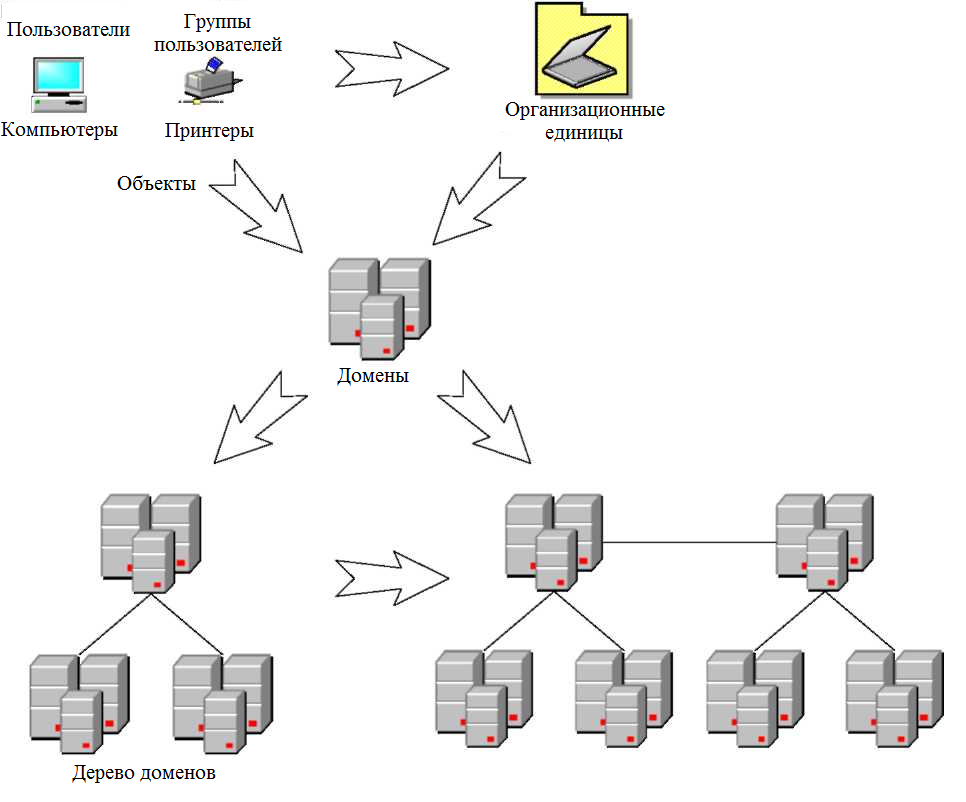 Пользователи
Группы
пользователей
Компьютеры
Принтеры
Организационные
единицы
Объекты
Домены
Дерево доменов